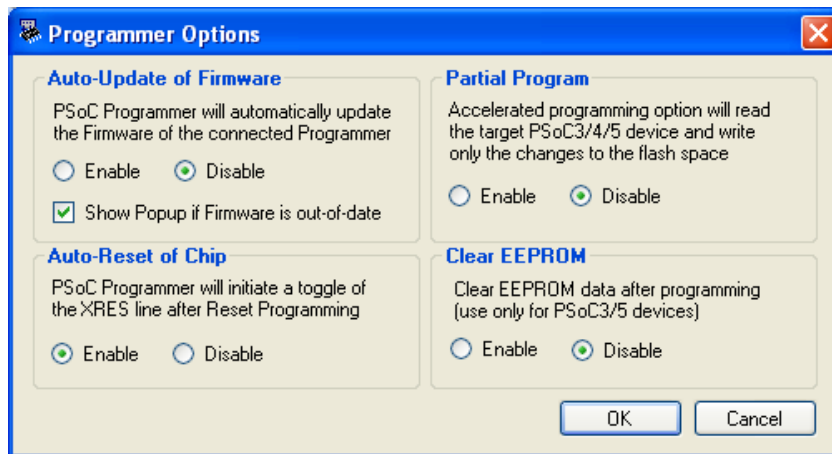 Programmer Options
Auto-Update of Firmware
PSoC Programmer will automatically update
the Firmware of the connected Programmer
Enable Disable
Show Popup if Firmware is out-of-date
Partial Program
Accelerated programming option will read
the target PSoC3/4/5 device and write
only the changes to the flash space
Enable Disable
Auto-Reset of Chip
PSoC Programmer will initiate a toggle of
the XRES line after Reset Programming
Enable Disable
Clear EEPROM
Clear EEPROM data after programming
(use only for PSoC3/5 devices)
Enable Disable
OK Cancel